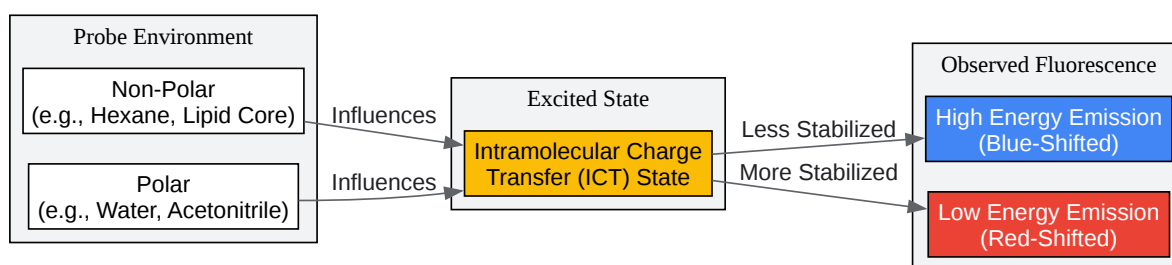 Probe Environment
Non-Polar
(e.g., Hexane, Lipid Core)
Polar
(e.g., Water, Acetonitrile)
Influences
Influences
Excited State
Intramolecular Charge
Transfer (ICT) State
Less Stabilized
More Stabilized
Observed Fluorescence
High Energy Emission
(Blue-Shifted)
Low Energy Emission
(Red-Shifted)